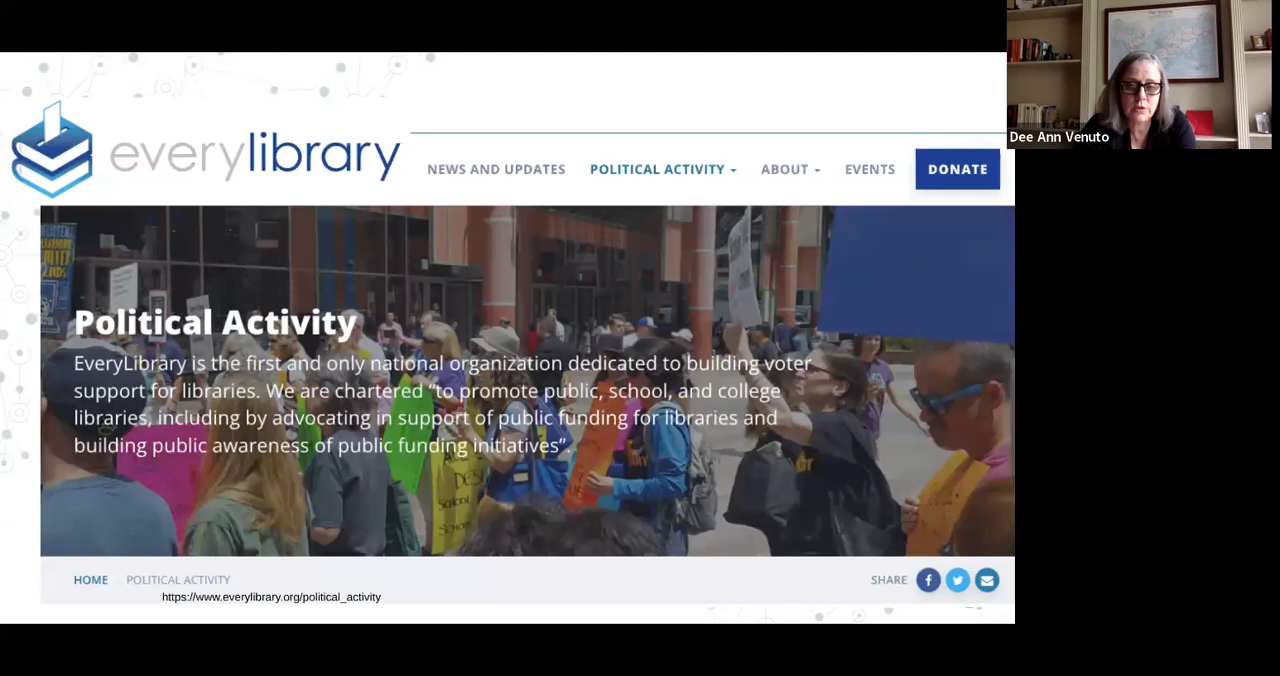 Dee Ann Venuto
everylibrary
NEWS AND UPDATES
POLITICAL ACTIVITY
ABOUT
EVENTS
DONATE
Political Activity
EveryLibrary is the first and only national organization dedicated to building voter
support for libraries. We are chartered “to promote public, school, and college
libraries, including by advocating in support of public funding for libraries and
building public awareness of public funding initiatives”.
SCHOOL
SCHOOL
HOME
POLITICAL ACTIVITY
SHARE
https://www.everylibrary.org/political_activity